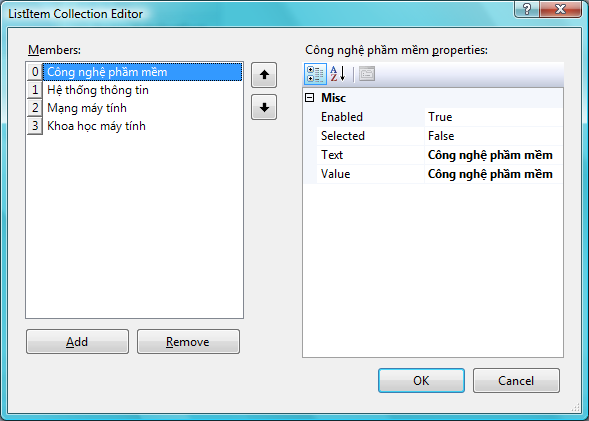 ListItem Collection Editor
?
Members:
0 Công nghệ phầm mềm
1 Hệ thống thông tin
2 Mạng máy tính
3 Khoa học máy tính
Add
Remove
Công nghệ phầm mềm properties:
A
Z
Misc
Enabled True
Selected False
Text Công nghệ phầm mềm
Value Công nghệ phầm mềm
OK
Cancel